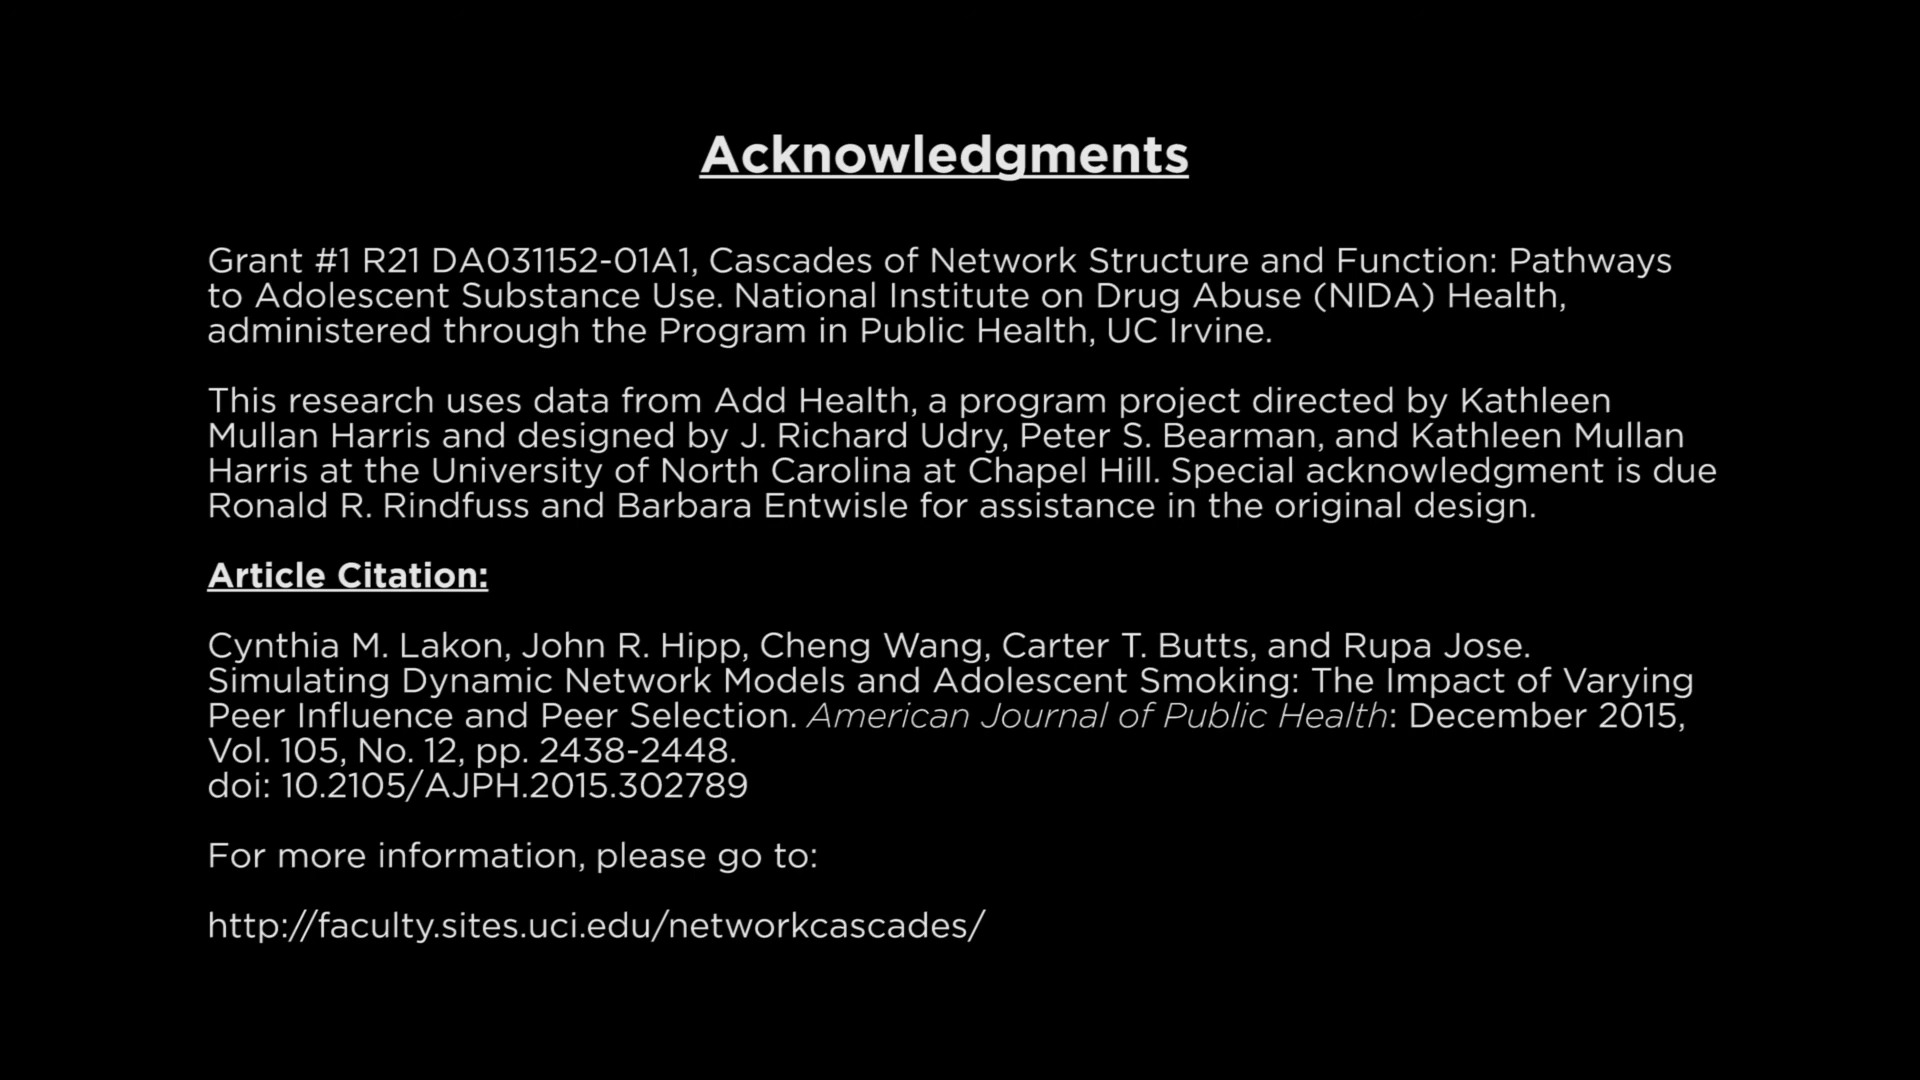 Acknowledgments
Grant #1 R21 DA031152-01A1, Cascades of Network Structure and Function: Pathways
to Adolescent Substance Use. National Institute on Drug Abuse (NIDA) Health,
administered through the Program in Public Health, UC Irvine.
This research uses data from Add Health, a program project directed by Kathleen
Mullan Harris and designed by J. Richard Udry, Peter S. Bearman, and Kathleen Mullan
Harris at the University of North Carolina at Chapel Hill. Special acknowledgment is due
Ronald R. Rindfuss and Barbara Entwisle for assistance in the original design.
Article Citation:
Cynthia M. Lakon, John R. Hipp, Cheng Wang, Carter T. Butts, and Rupa Jose.
Simulating Dynamic Network Models and Adolescent Smoking: The Impact of Varying
Peer Influence and Peer Selection. American Journal of Public Health: December 2015,
Vol. 105, No. 12, pp. 2438-2448.
doi: 10.2105/AJPH.2015.302789
For more information, please go to:
http://faculty.sites.uci.edu/networkcascades/